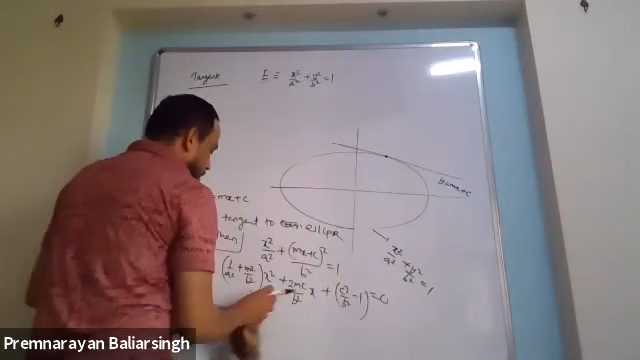 Tangent E ≡ x²/a² + y²/b² = 1
y=mx+c
=mx+c
tangent to ellipse
then
x²/a² + (mx+c)²/b² = 1
x²/a² + y²/b² = 1
(1/a² + m²/b²)x² + 2mc/b² x + (c²/b² - 1) = 0
Premnarayan Baliarsingh